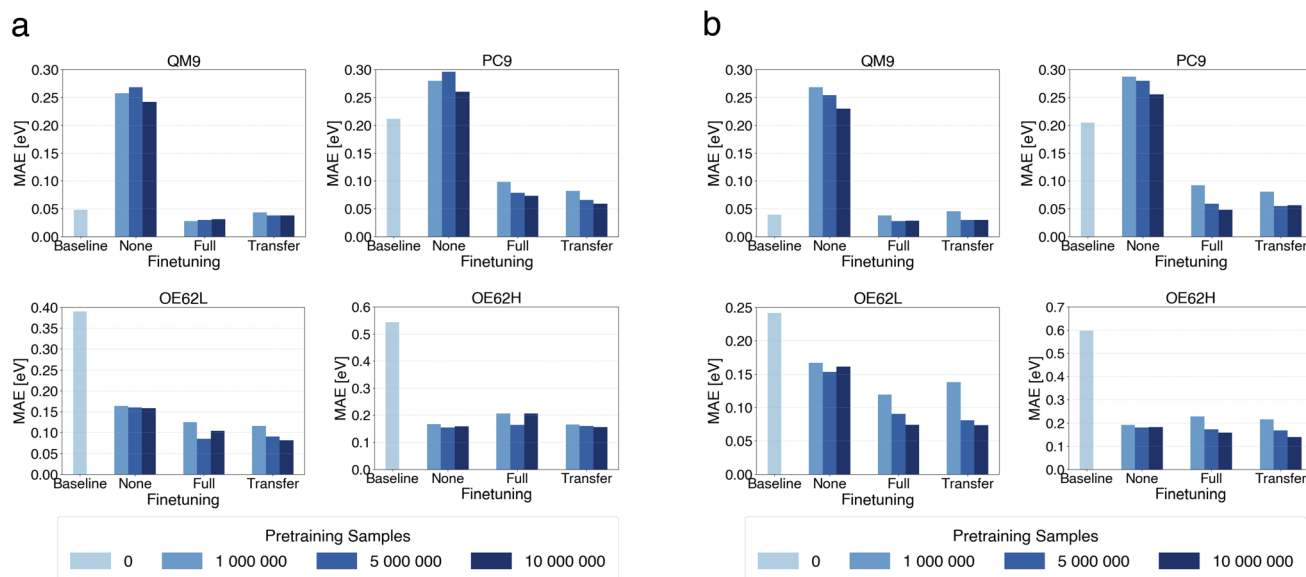 a
QM9
MAE [eV]
0.30
0.25
0.20
0.15
0.10
0.05
0.00
Baseline None Full Transfer
Finetuning
PC9
MAE [eV]
0.30
0.25
0.20
0.15
0.10
0.05
0.00
Baseline None Full Transfer
Finetuning
OE62L
MAE [eV]
0.40
0.35
0.30
0.25
0.20
0.15
0.10
0.05
0.00
Baseline None Full Transfer
Finetuning
OE62H
MAE [eV]
0.6
0.5
0.4
0.3
0.2
0.1
0.0
Baseline None Full Transfer
Finetuning
Pretraining Samples
0 1 000 000 5 000 000 10 000 000
b
QM9
MAE [eV]
0.30
0.25
0.20
0.15
0.10
0.05
0.00
Baseline None Full Transfer
Finetuning
PC9
MAE [eV]
0.30
0.25
0.20
0.15
0.10
0.05
0.00
Baseline None Full Transfer
Finetuning
OE62L
MAE [eV]
0.25
0.20
0.15
0.10
0.05
0.00
Baseline None Full Transfer
Finetuning
OE62H
MAE [eV]
0.7
0.6
0.5
0.4
0.3
0.2
0.1
0.0
Baseline None Full Transfer
Finetuning
Pretraining Samples
0 1 000 000 5 000 000 10 000 000